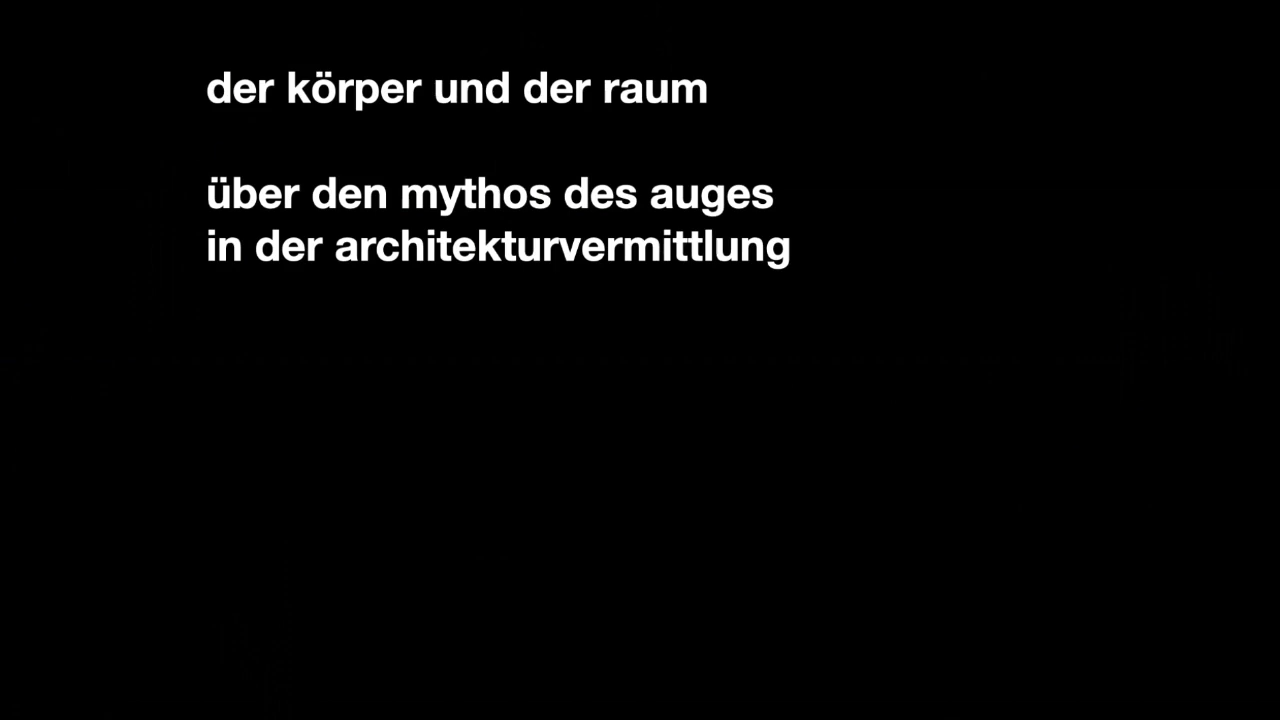 der körper und der raum
über den mythos des auges
in der architekturvermittlung